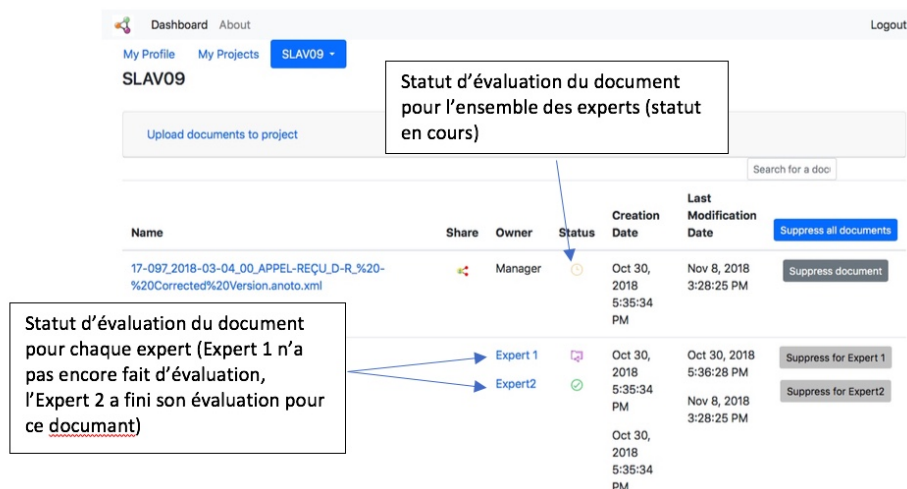 Dashboard About Logout
My Profile My Projects SLAV09
SLAV09
Statut d'évaluation du document
pour l'ensemble des experts (statut
en cours)
Upload documents to project
Search for a doc
Name Share Owner Status Creation Date Last Modification Date Suppress all documents
17-097_2018-03-04_00_APPEL-REÇU_D-R_%20-
%20Corrected%20Version.anoto.xml
Manager
Oct 30,
2018
5:35:34
PM
Nov 8, 2018
3:28:25 PM
Suppress document
Statut d'évaluation du document
pour chaque expert (Expert 1 n'a
pas encore fait d'évaluation,
l'Expert 2 a fini son évaluation pour
ce documant)
Expert 1
Expert2
Oct 30,
2018
5:35:34
PM
Oct 30, 2018
5:36:28 PM
Suppress for Expert 1
Oct 30,
2018
5:35:34
PM
Nov 8, 2018
3:28:25 PM
Suppress for Expert2